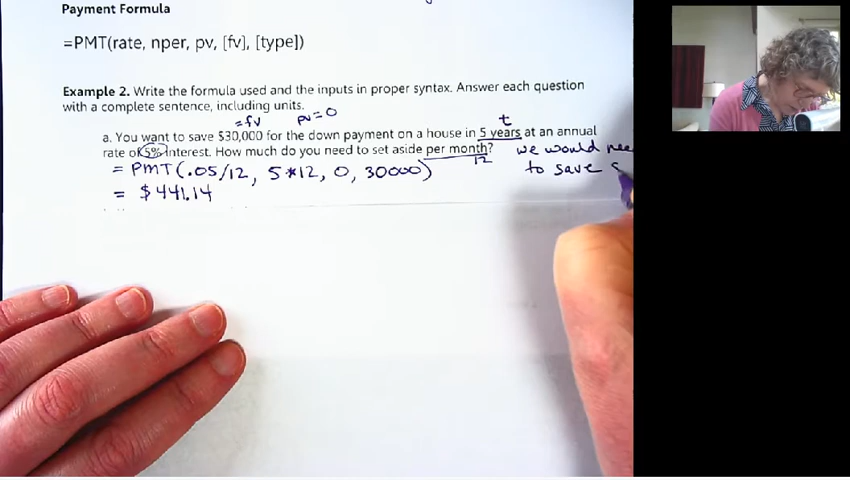 Payment Formula
=PMT(rate, nper, pv, [fv], [type])
Example 2. Write the formula used and the inputs in proper syntax. Answer each question
with a complete sentence, including units.
=fv pv=0 t
a. You want to save $30,000 for the down payment on a house in 5 years at an annual
rate of 5% interest. How much do you need to set aside per month? we would nee
12
= PMT(.05/12, 5*12, 0, 30000) to save
= $441.14